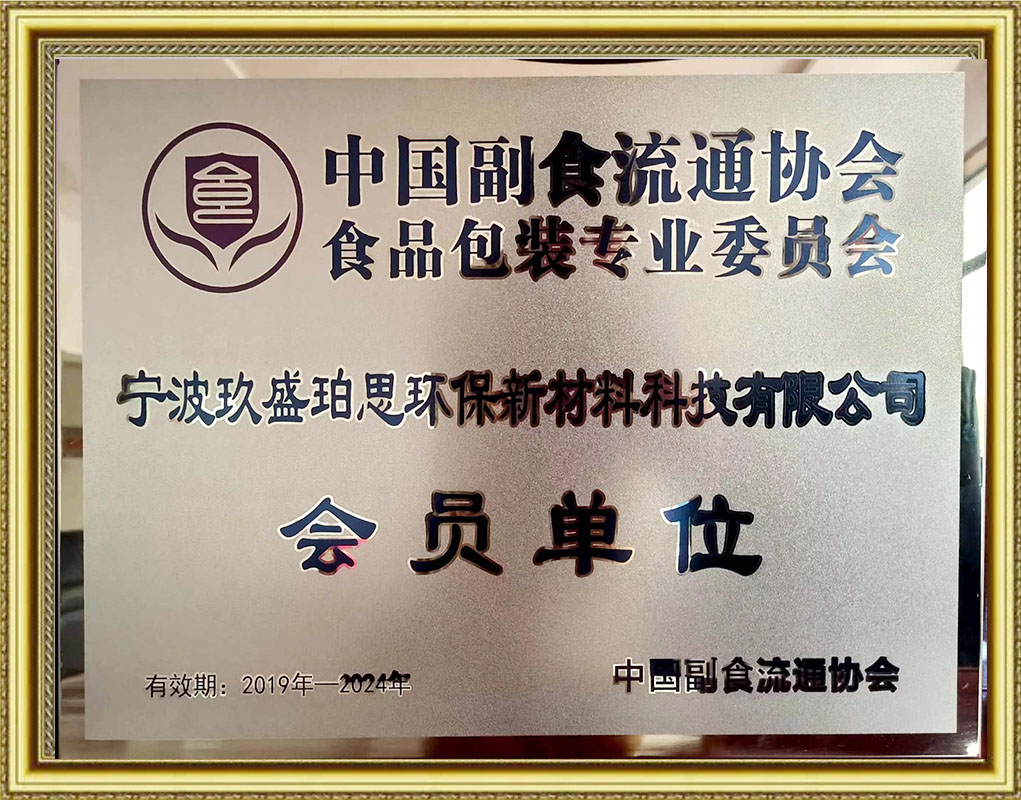 中国副食流通协会
食品包装专业委员会
宁波玖盛珀思环保新材料科技有限公司
会员单位
有效期：2019年—2024年
中国副食流通协会